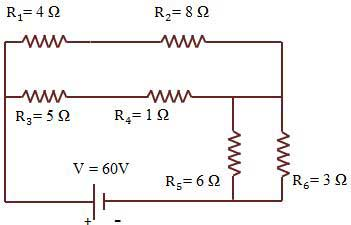 R₁= 4 Ω
R₂= 8 Ω
R₃= 5 Ω
R₄= 1 Ω
V = 60V
R₅= 6 Ω
R₆= 3 Ω
+ -